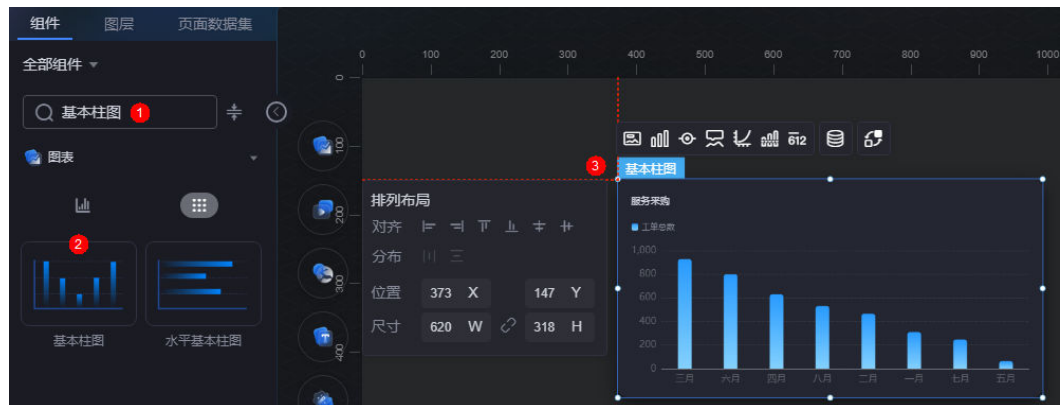 组件 图层 页面数据集
全部组件
基本柱图 1
图表
2
基本柱图 水平基本柱图
0 100 200 300 400 500 600 700 800 900 1000
0
100
200
300
400
612
3 基本柱图
排列布局
对齐
分布
位置 373 X 147 Y
尺寸 620 W 318 H
服务采购
工单总数
1,000
800
600
400
200
0
三月 六月 四月 八月 二月 一月 七月 五月